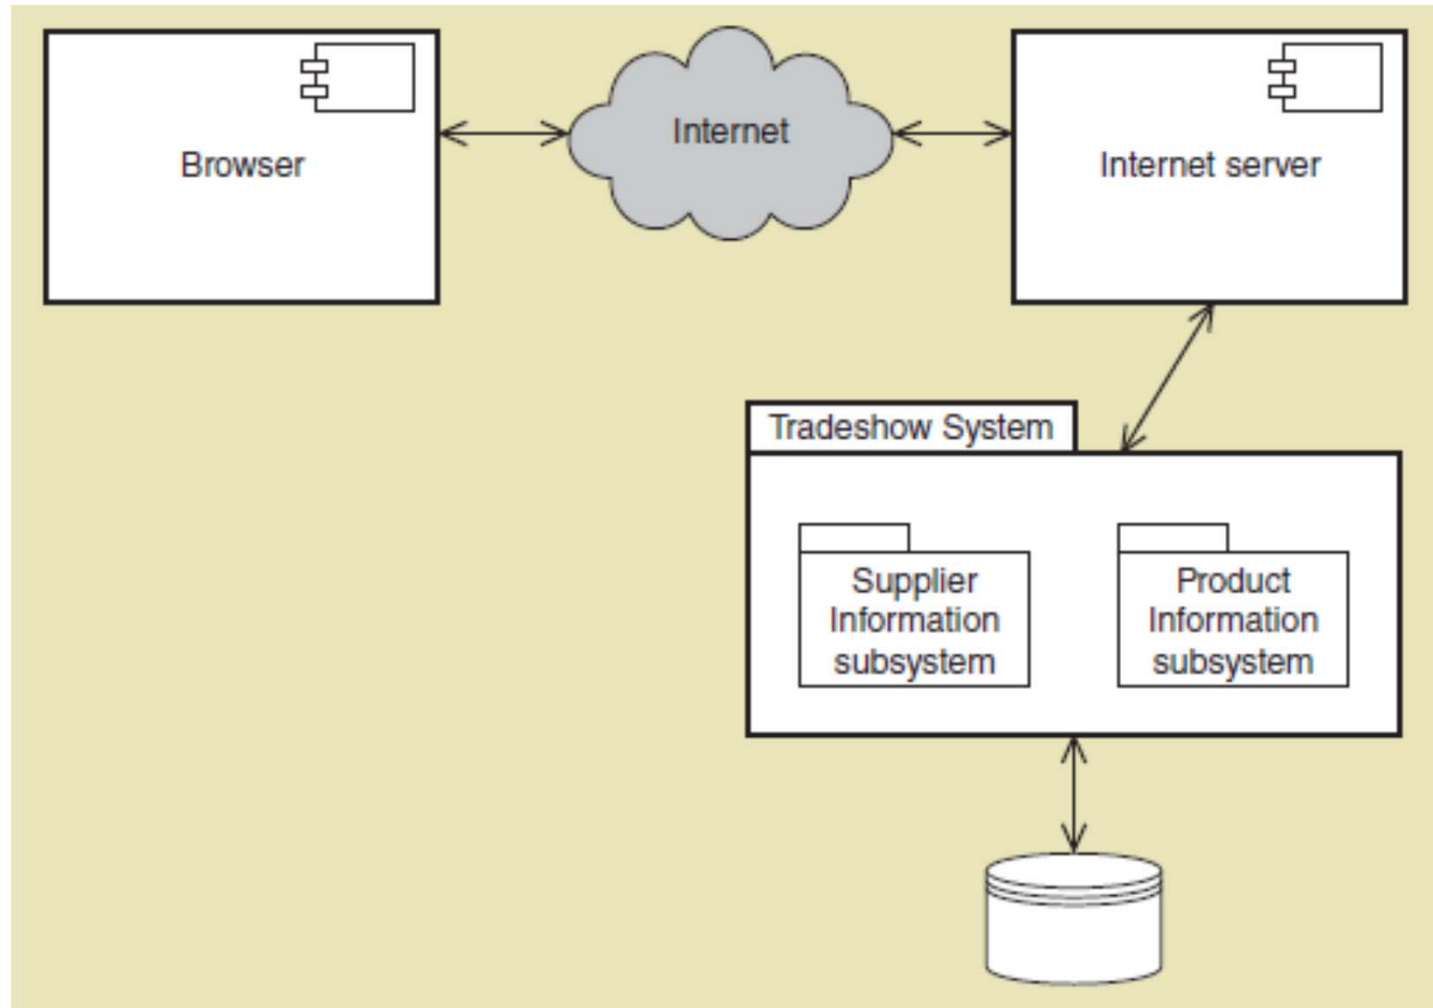 Browser
Internet
Internet server
Tradeshow System
Supplier
Information
subsystem
Product
Information
subsystem